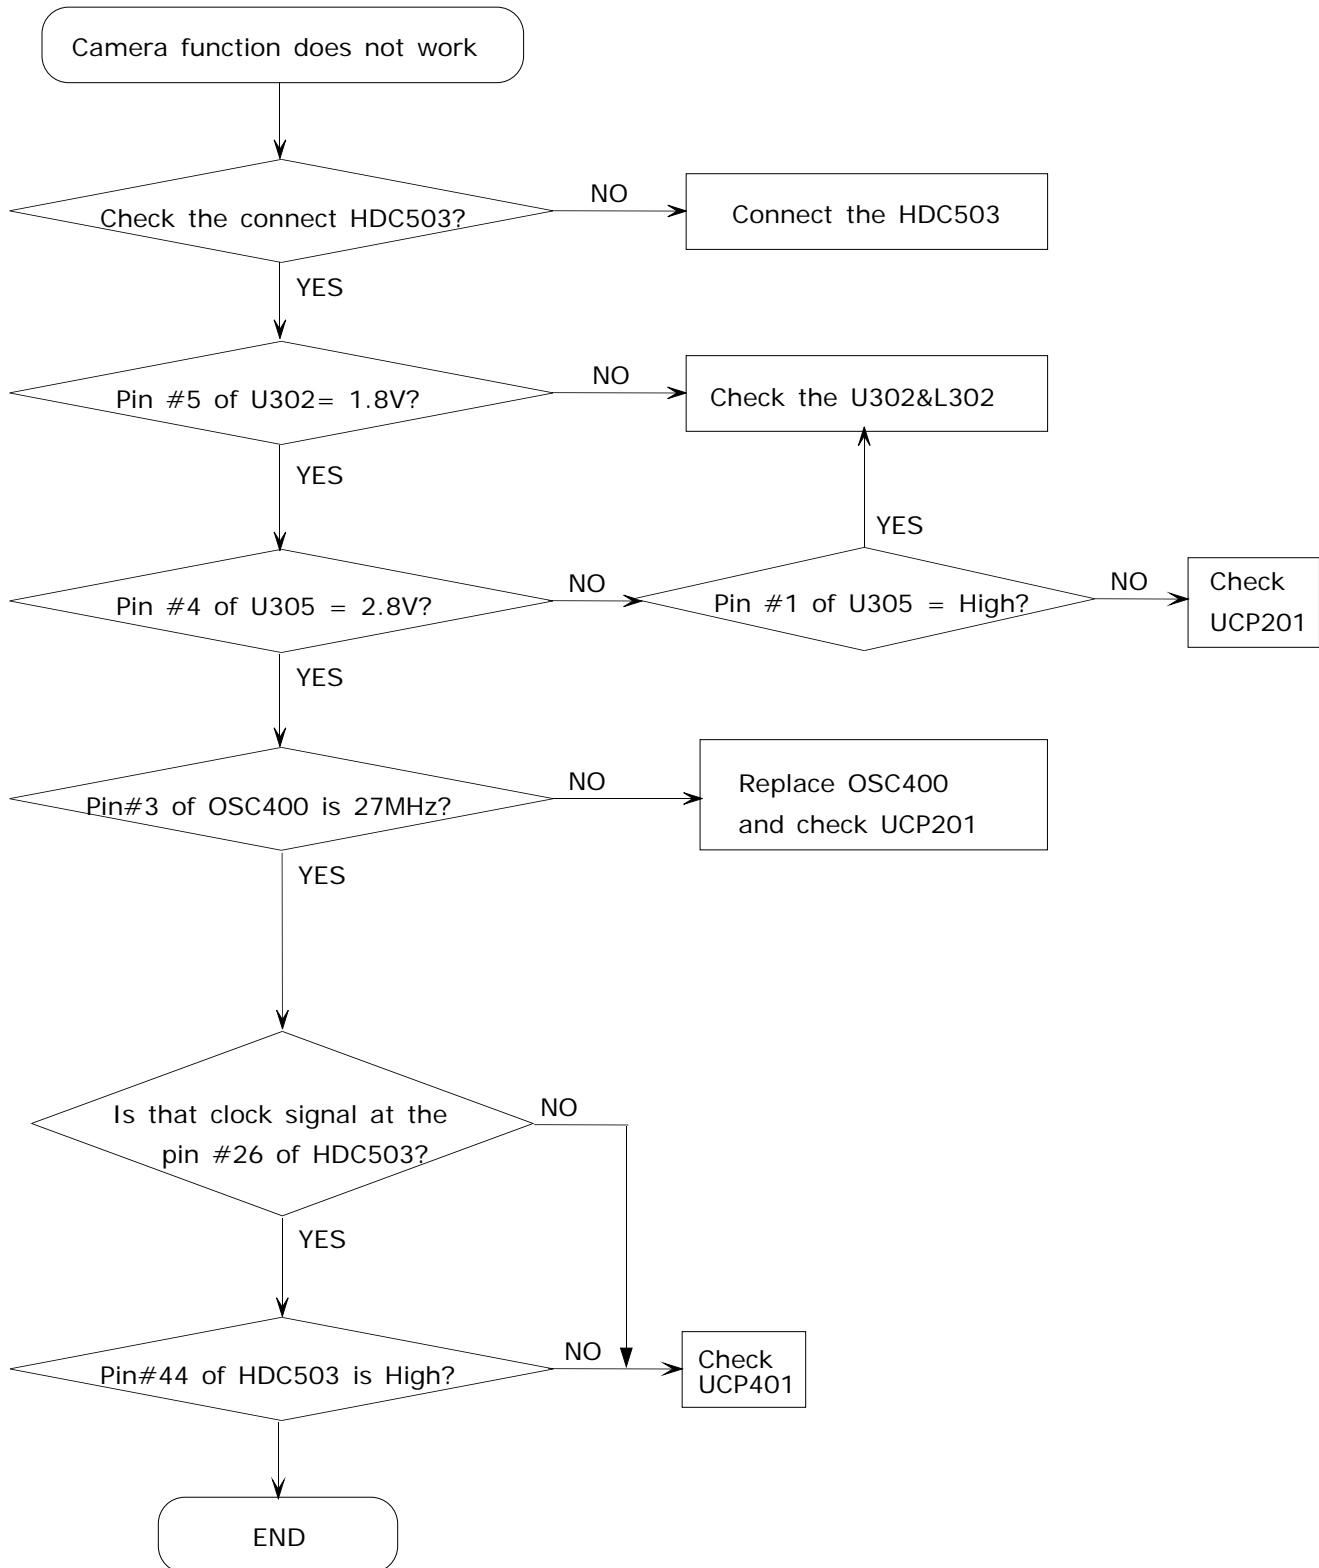 Camera function does not work
Check the connect HDC503?
NO
Connect the HDC503
YES
Pin #5 of U302= 1.8V?
NO
Check the U302&L302
YES
YES
Pin #4 of U305 = 2.8V?
NO
Pin #1 of U305 = High?
NO
Check
UCP201
YES
Pin#3 of OSC400 is 27MHz?
NO
Replace OSC400
and check UCP201
YES
Is that clock signal at the
pin #26 of HDC503?
NO
YES
Pin#44 of HDC503 is High?
NO
Check
UCP401
END